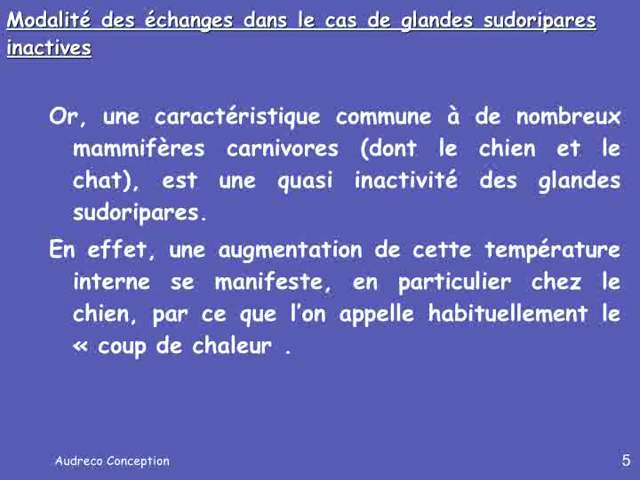 Modalité des échanges dans le cas de glandes sudoripares
inactives
Or, une caractéristique commune à de nombreux
mammifères carnivores (dont le chien et le
chat), est une quasi inactivité des glandes
sudoripares.
En effet, une augmentation de cette température
interne se manifeste, en particulier chez le
chien, par ce que l’on appelle habituellement le
« coup de chaleur .
Audreco Conception
5